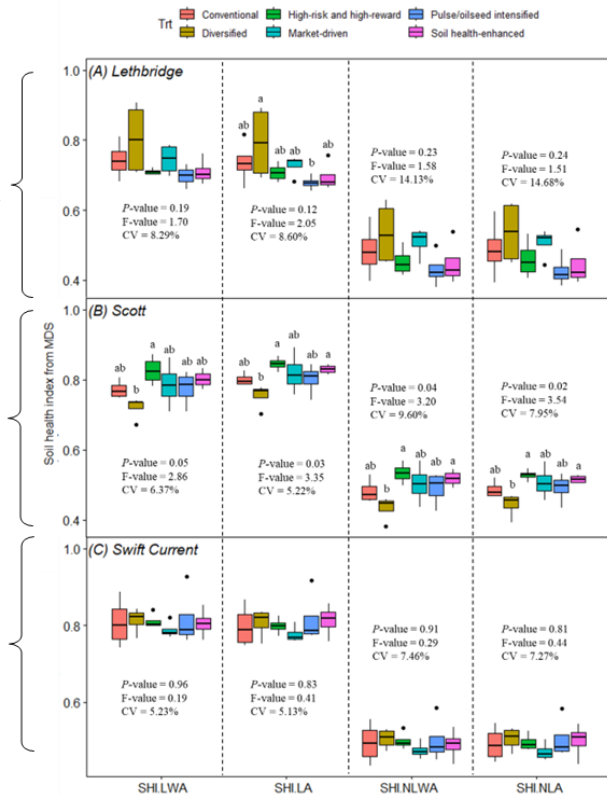 Trt
Conventional
High-risk and high-reward
Pulse/oilseed intensified
Diversified
Market-driven
Soil health-enhanced
Soil health index from MDS
(A) Lethbridge
1.0
0.8
0.6
0.4
P-value = 0.19
F-value = 1.70
CV = 8.29%
ab
a
ab
ab
b
ab
P-value = 0.12
F-value = 2.05
CV = 8.60%
P-value = 0.23
F-value = 1.58
CV = 14.13%
P-value = 0.24
F-value = 1.51
CV = 14.68%
(B) Scott
1.0
0.8
0.6
0.4
ab
b
a
ab
ab
ab
P-value = 0.05
F-value = 2.86
CV = 6.37%
ab
b
a
ab
ab
a
P-value = 0.03
F-value = 3.35
CV = 5.22%
P-value = 0.04
F-value = 3.20
CV = 9.60%
ab
b
a
ab
ab
a
P-value = 0.02
F-value = 3.54
CV = 7.95%
ab
b
a
ab
ab
a
(C) Swift Current
1.0
0.8
0.6
P-value = 0.96
F-value = 0.19
CV = 5.23%
P-value = 0.83
F-value = 0.41
CV = 5.13%
P-value = 0.91
F-value = 0.29
CV = 7.46%
P-value = 0.81
F-value = 0.44
CV = 7.27%
SHI.LWA
SHI.LA
SHI.NLWA
SHI.NLA